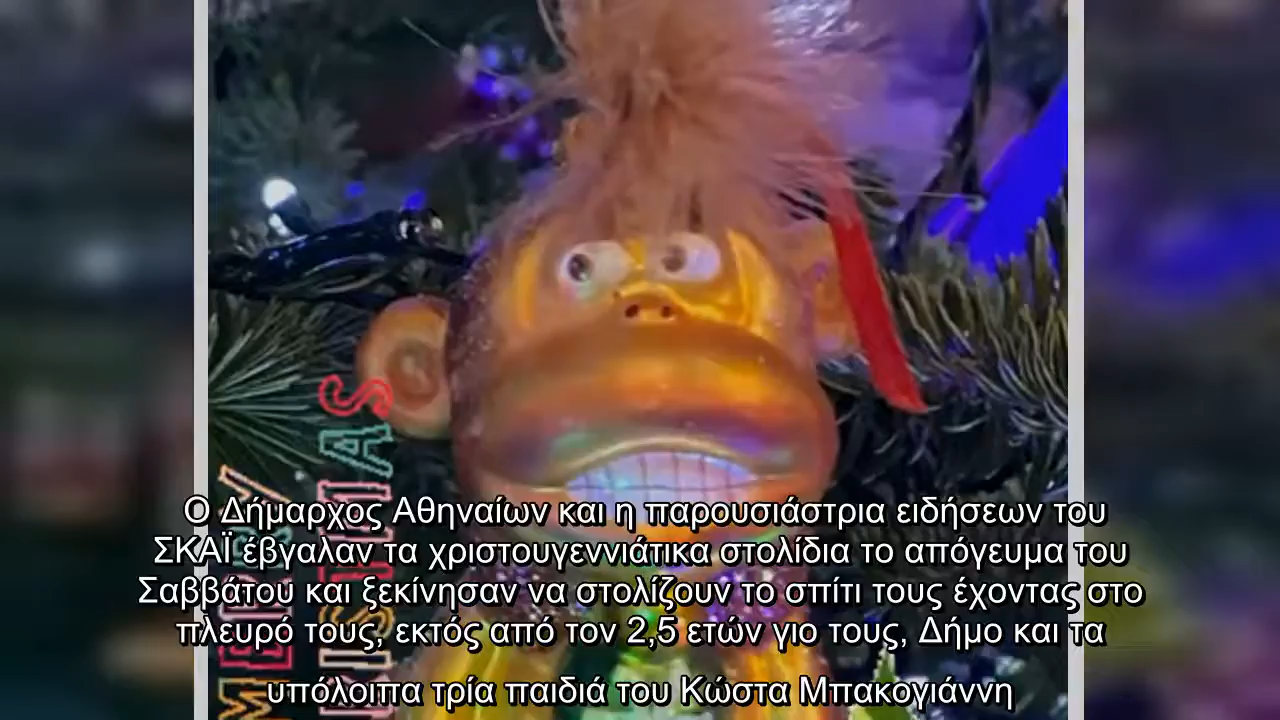 Ο Δήμαρχος Αθηναίων και η παρουσιάστρια ειδήσεων του
ΣΚΑΪ έβγαλαν τα χριστουγεννιάτικα στολίδια το απόγευμα του
Σαββάτου και ξεκίνησαν να στολίζουν το σπίτι τους έχοντας στο
πλευρό τους, εκτός από τον 2,5 ετών γιο τους, Δήμο και τα
υπόλοιπα τρία παιδιά του Κώστα Μπακογιάννη